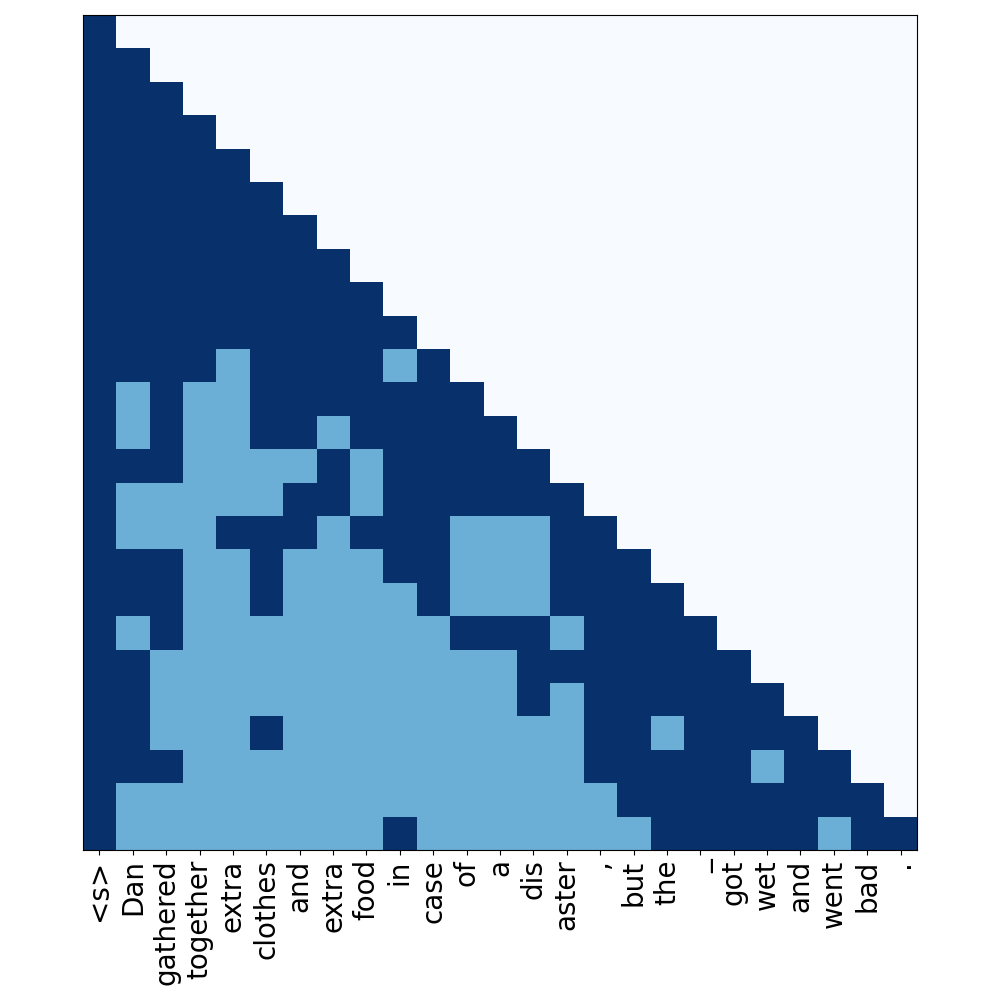 <s>
Dan
gathered
together
extra
clothes
and
extra
food
in
case
of
a
dis
aster
,
but
the
_
got
wet
and
went
bad
.